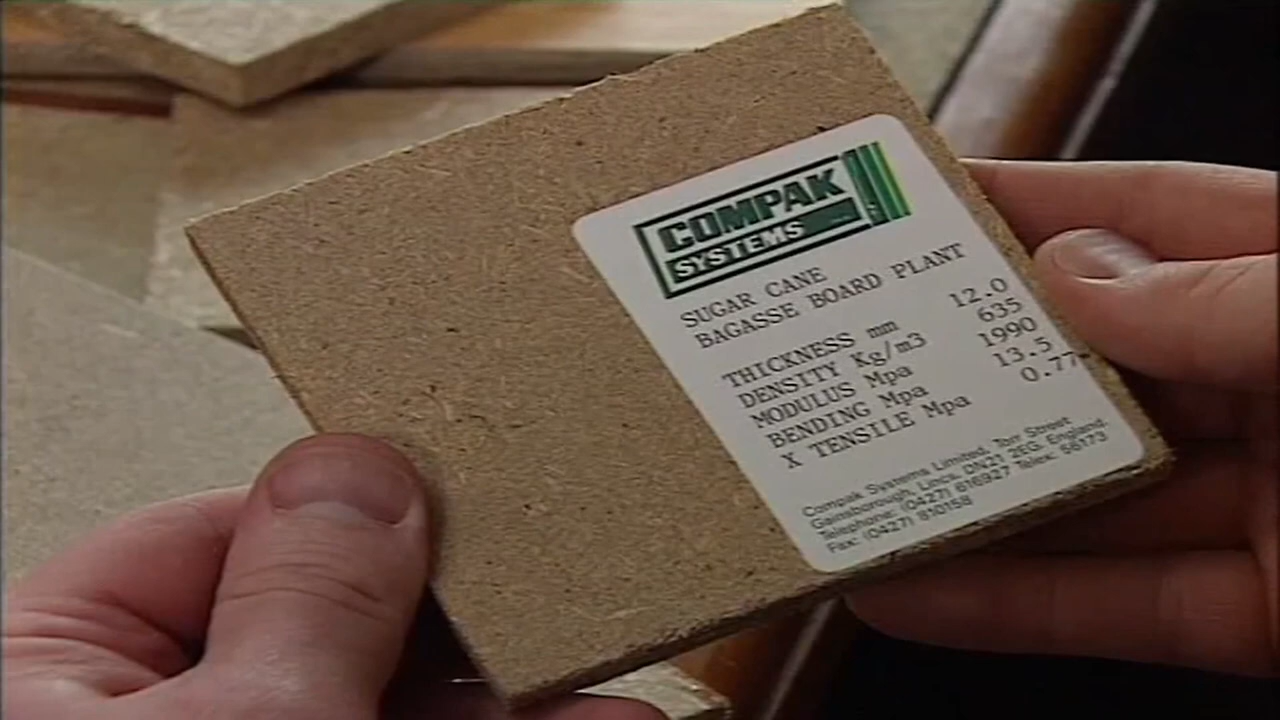 COMPAK
SYSTEMS
SUGAR CANE
BAGASSE BOARD PLANT
THICKNESS mm 12.0
DENSITY Kg/m3 635
MODULUS Mpa 1990
BENDING Mpa 13.5
X TENSILE Mpa 0.77
Compak Systems Limited, Torr Street
Gainsborough, Lincs. DN21 2EG. England.
Telephone: (0427) 616927 Telex: 56173
Fax: (0427) 810158